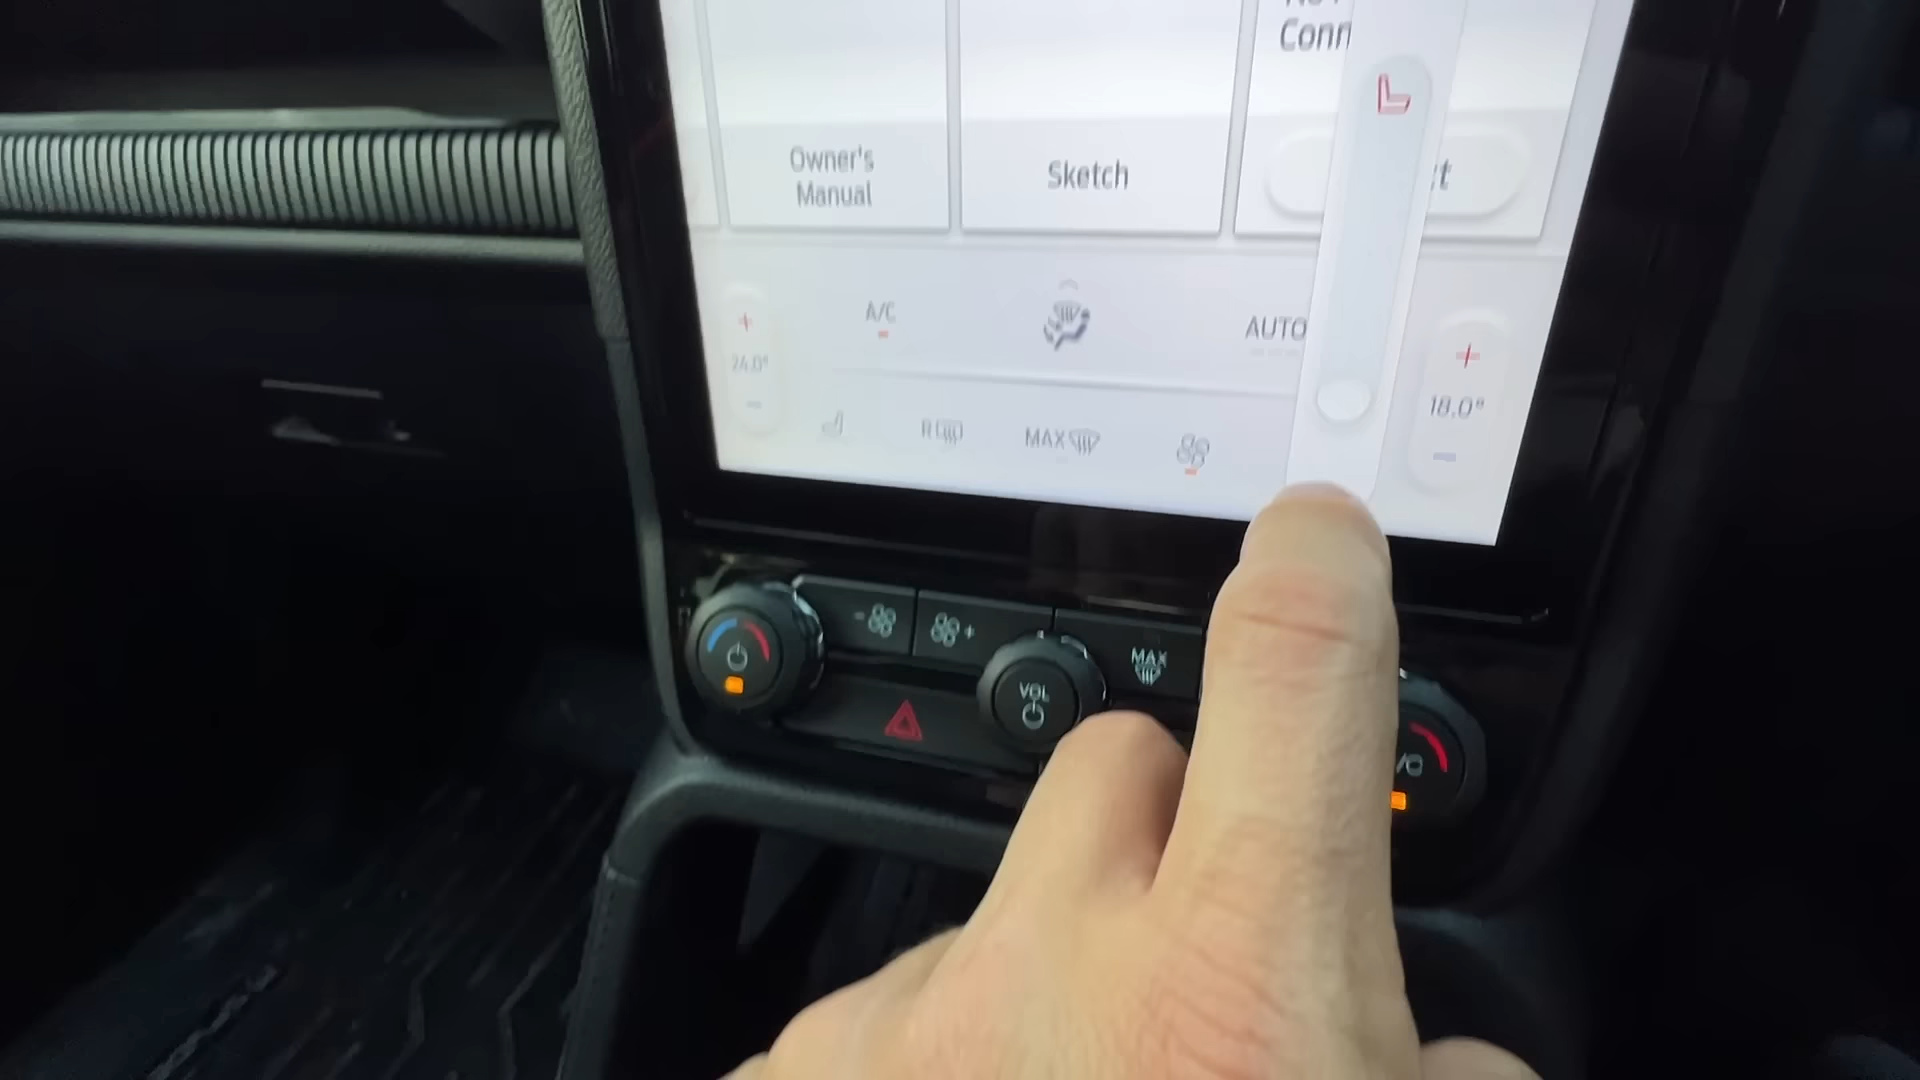 Conn
Owner's
Manual
Sketch
t
A/C
AUTO
24.0°
18.0°
R
MAX
MAX
VOL